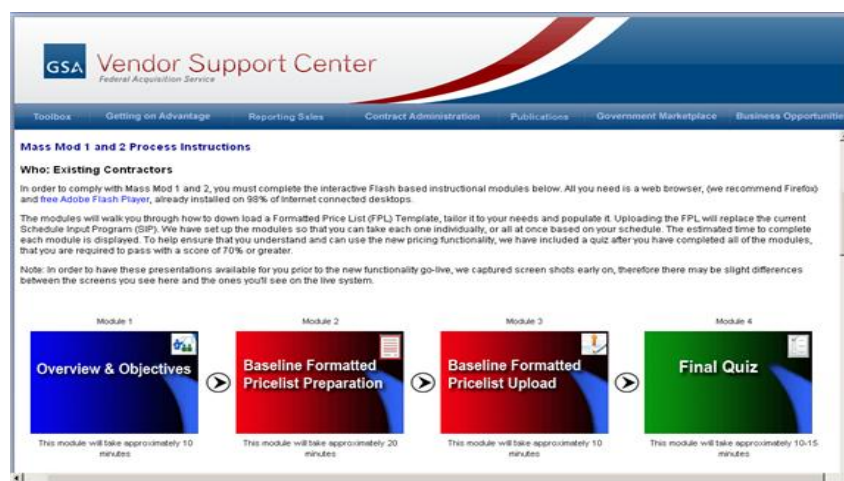 GSA
Vendor Support Center
Federal Acquisition Service
Toolbox
Getting on Advantage
Reporting Sales
Contract Administration
Publications
Government Marketplace
Business Opportunitie
Mass Mod 1 and 2 Process Instructions
Who: Existing Contractors
In order to comply with Mass Mod 1 and 2, you must complete the interactive Flash based instructional modules below. All you need is a web browser, (we recommend Firefox)
and free Adobe Flash Player, already installed on 98% of Internet connected desktops.
The modules will walk you through how to down load a Formatted Price List (FPL) Template, tailor it to your needs and populate it. Uploading the FPL will replace the current
Schedule Input Program (SIP). We have set up the modules so that you can take each one individually, or all at once based on your schedule. The estimated time to complete
each module is displayed. To help ensure that you understand and can use the new pricing functionality, we have included a quiz after you have completed all of the modules,
that you are required to pass with a score of 70% or greater.
Note: In order to have these presentations available for you prior to the new functionality go-live, we captured screen shots early on, therefore there may be slight differences
between the screens you see here and the ones you'll see on the live system.
Module 1
Overview & Objectives
This module will take approximately 10
minutes
Module 2
Baseline Formatted
Pricelist Preparation
This module will take approximately 20
minutes
Module 3
Baseline Formatted
Pricelist Upload
This module will take approximately 10
minutes
Module 4
Final Quiz
This module will take approximately 10-15
minutes